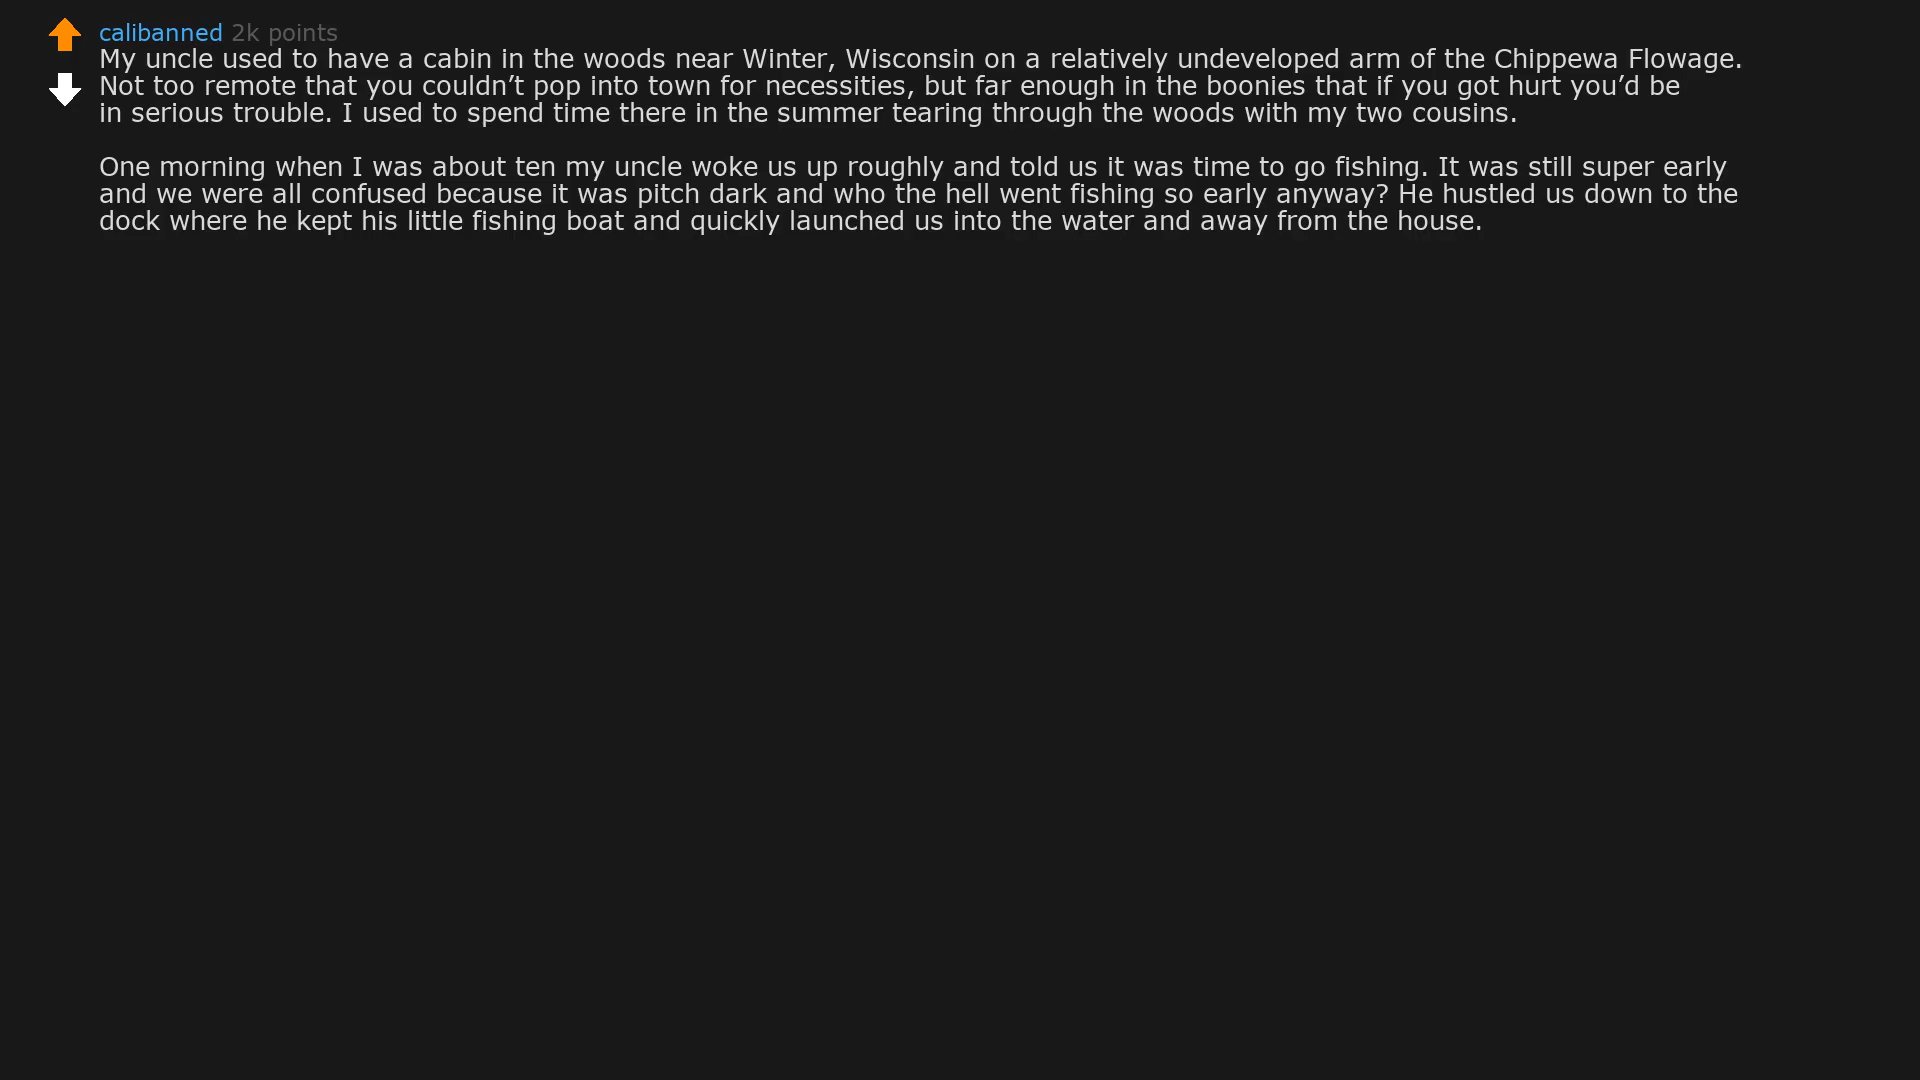 calibanned 2k points
My uncle used to have a cabin in the woods near Winter, Wisconsin on a relatively undeveloped arm of the Chippewa Flowage.
Not too remote that you couldn’t pop into town for necessities, but far enough in the boonies that if you got hurt you’d be
in serious trouble. I used to spend time there in the summer tearing through the woods with my two cousins.
One morning when I was about ten my uncle woke us up roughly and told us it was time to go fishing. It was still super early
and we were all confused because it was pitch dark and who the hell went fishing so early anyway? He hustled us down to the
dock where he kept his little fishing boat and quickly launched us into the water and away from the house.